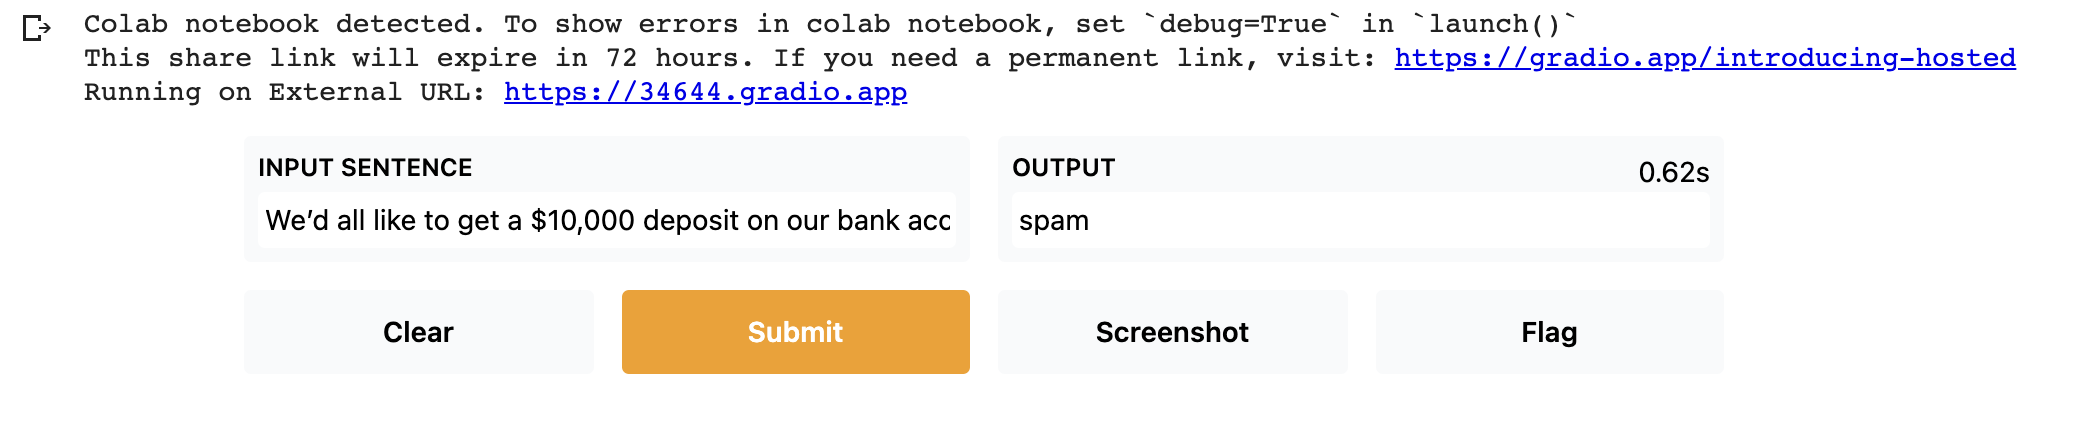 Colab notebook detected. To show errors in colab notebook, set `debug=True` in `launch()`
This share link will expire in 72 hours. If you need a permanent link, visit: https://gradio.app/introducing-hosted
Running on External URL: https://34644.gradio.app
INPUT SENTENCE
We’d all like to get a $10,000 deposit on our bank acc
OUTPUT
0.62s
spam
Clear
Submit
Screenshot
Flag